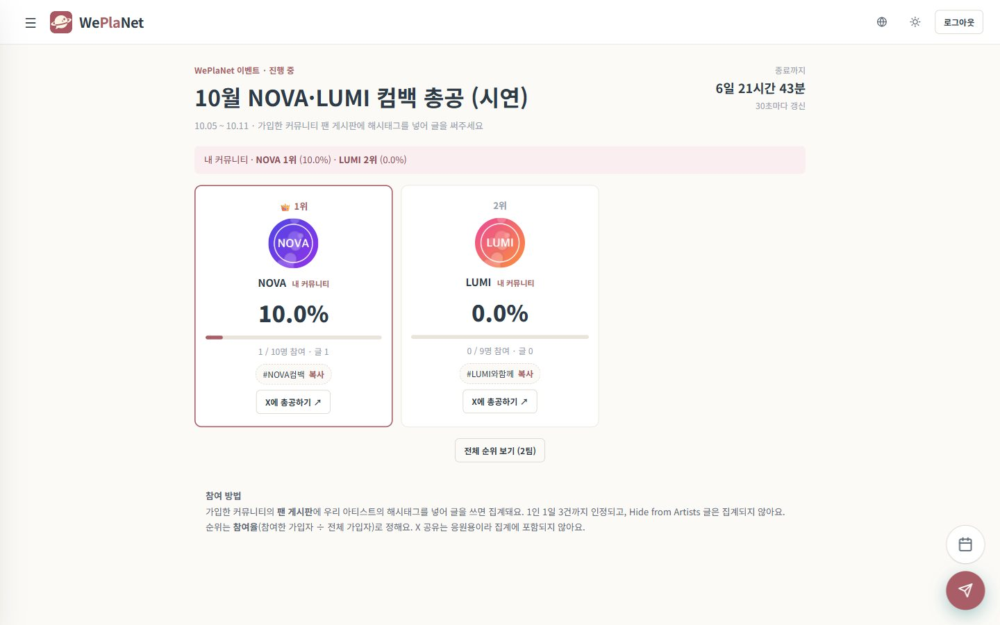 ☰ WePlaNet
로그아웃
WePlaNet 이벤트 · 진행 중
10월 NOVA·LUMI 컴백 총공 (시연)
10.05 ~ 10.11 · 가입한 커뮤니티 팬 게시판에 해시태그를 넣어 글을 써주세요
종료까지
6일 21시간 43분
30초마다 갱신
내 커뮤니티 · NOVA 1위 (10.0%) · LUMI 2위 (0.0%)
1위
NOVA
NOVA 내 커뮤니티
10.0%
1 / 10명 참여 · 글 1
#NOVA컴백 복사
X에 총공하기 ↗
2위
LUMI
LUMI 내 커뮤니티
0.0%
0 / 9명 참여 · 글 0
#LUMI와함께 복사
X에 총공하기 ↗
전체 순위 보기 (2팀)
참여 방법
가입한 커뮤니티의 팬 게시판에 우리 아티스트의 해시태그를 넣어 글을 쓰면 집계돼요. 1인 1일 3건까지 인정되고, Hide from Artists 글은 집계되지 않아요.
순위는 참여율(참여한 가입자 ÷ 전체 가입자)로 정해요. X 공유는 응원용이라 집계에 포함되지 않아요.